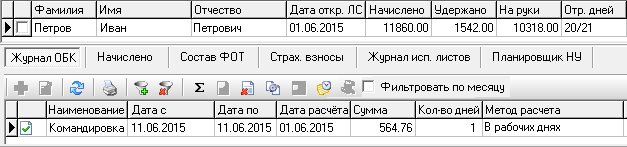 Фамилия Имя Отчество Дата откр. ЛС Начислено Удержано На руки Отр. дней
Петров Иван Петрович 01.06.2015 11860.00 1542.00 10318.00 20/21
Журнал ОБК Начислено Состав ФОТ Страх. взносы Журнал исп. листов Планировщик НУ
Σ Фильтровать по месяцу
Наименование Дата с Дата по Дата расчёта Сумма Кол-во дней Метод расчета
Командировка 11.06.2015 11.06.2015 01.06.2015 564.76 1 В рабочих днях